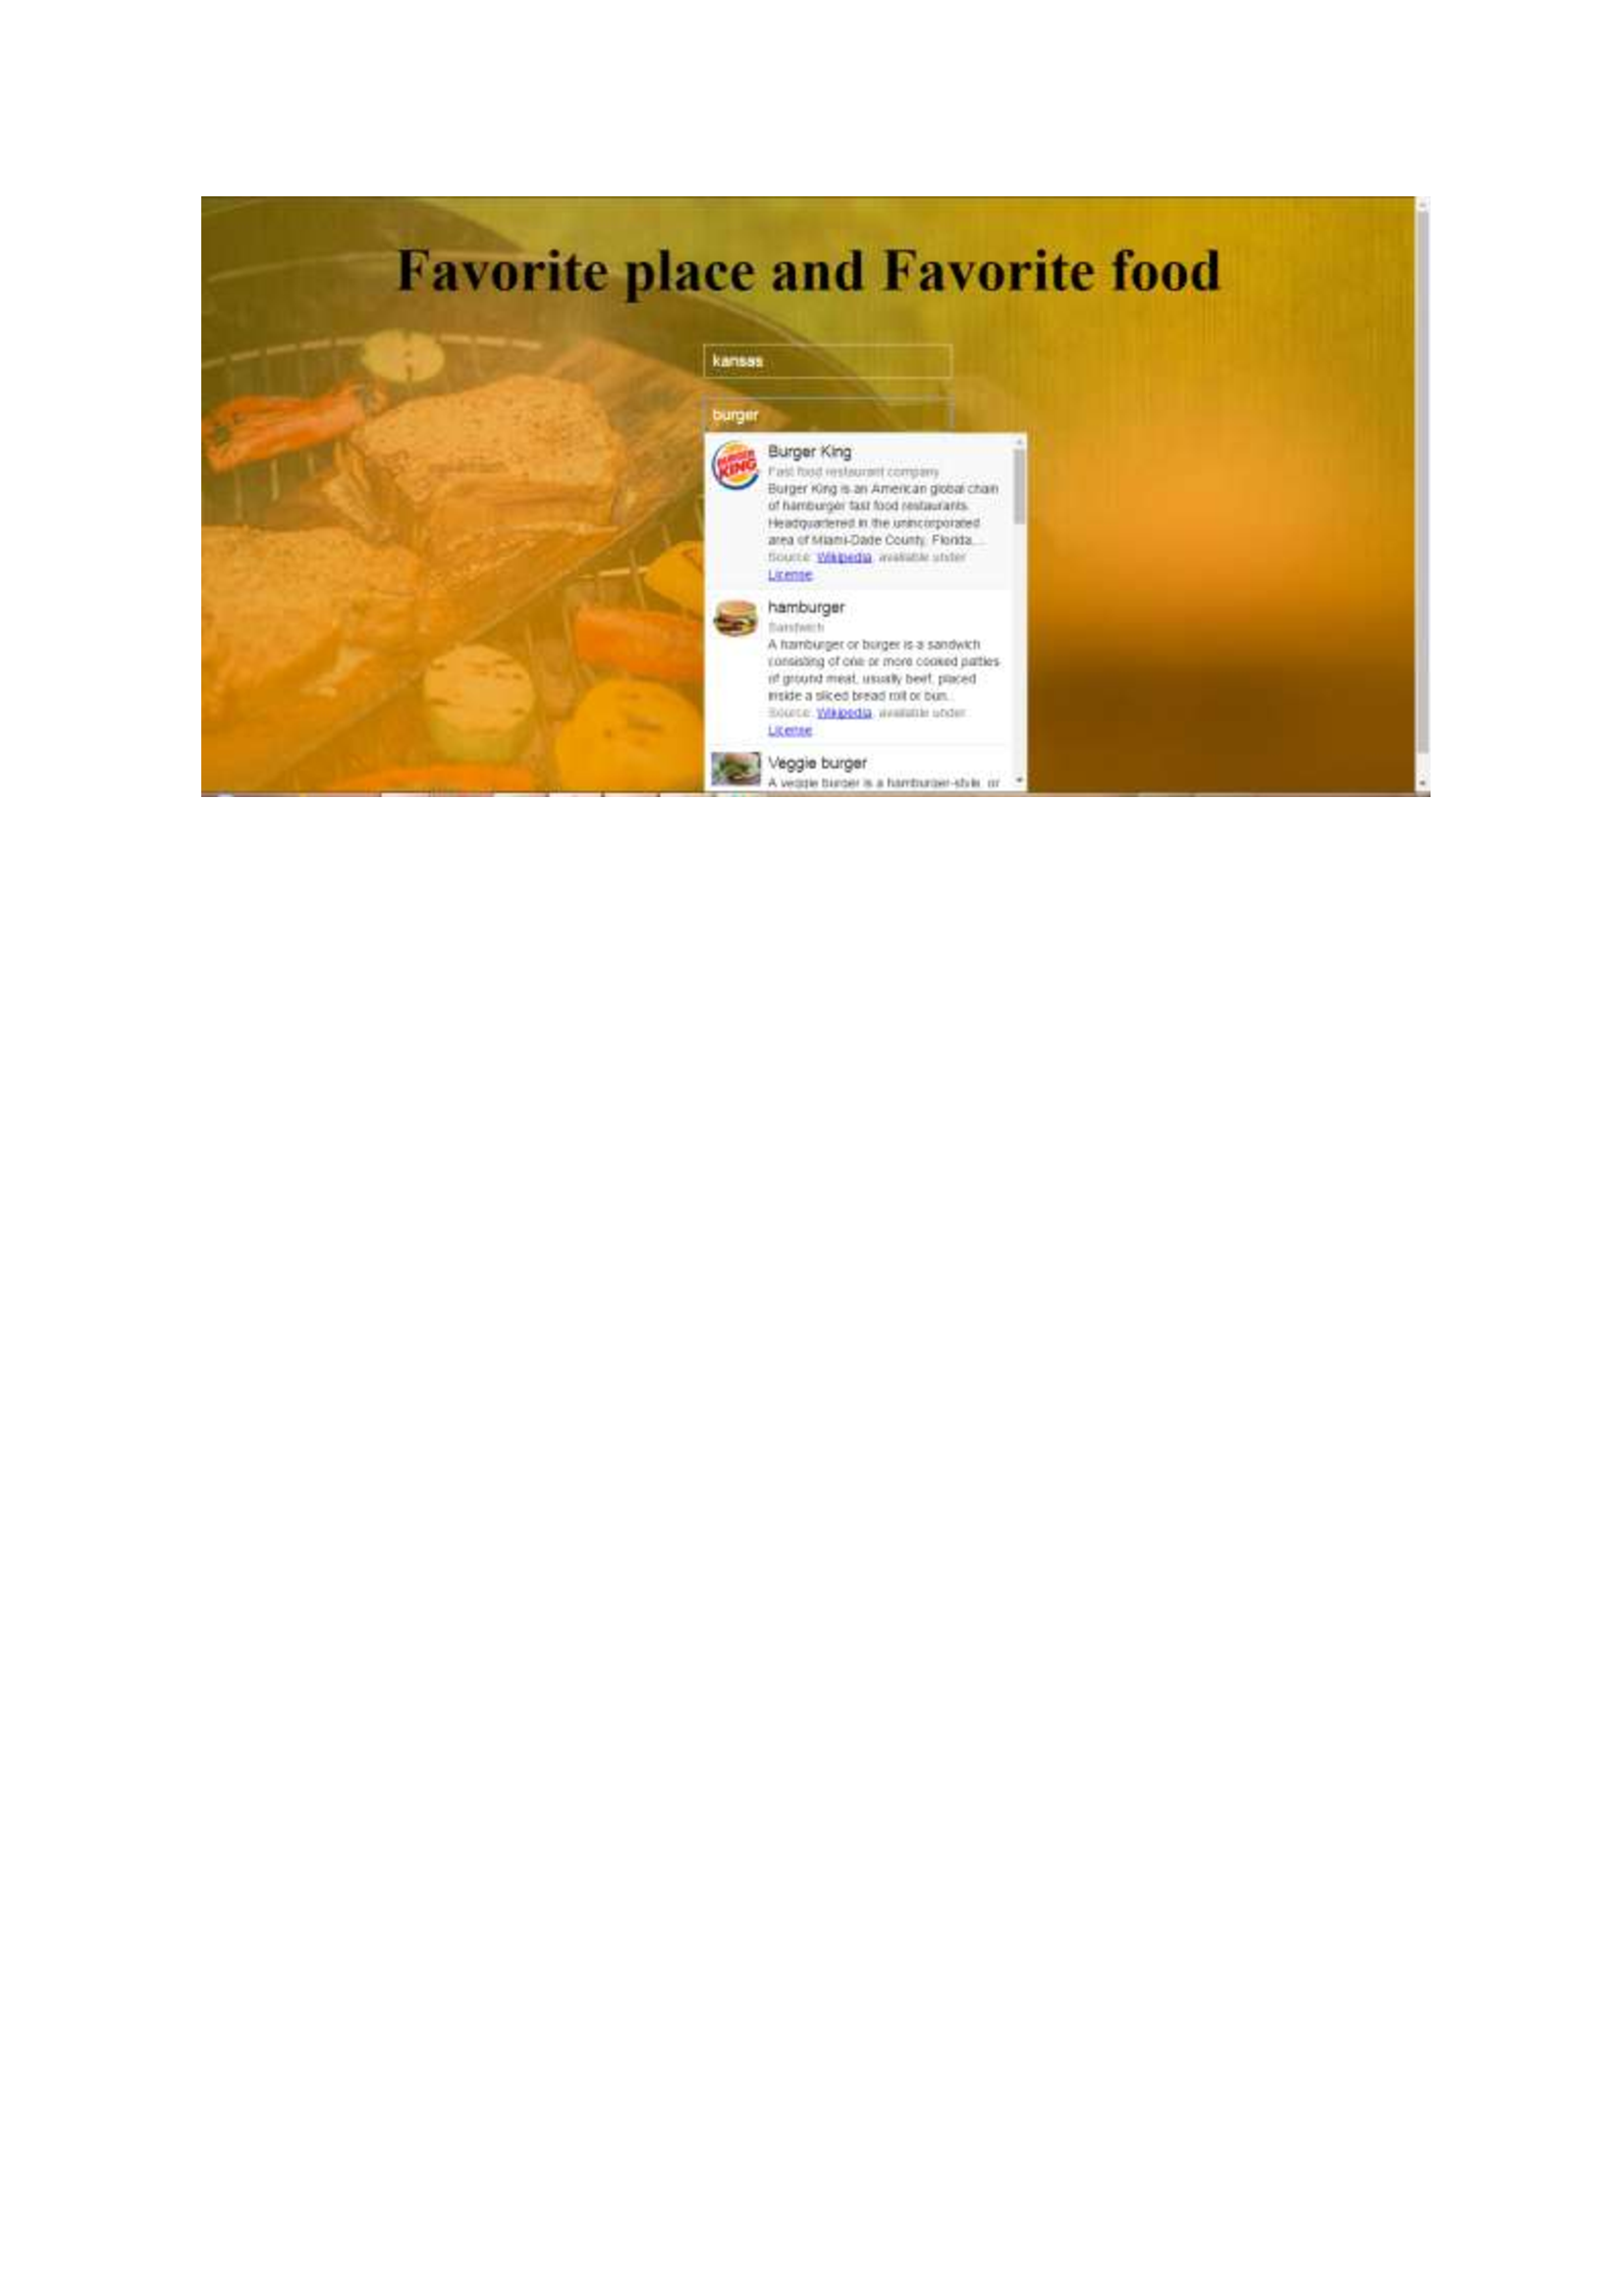 Favorite place and Favorite food
kansas
burger
BURGER
KING
Burger King
Fast food restaurant company
Burger King is an American global chain
of hamburger fast food restaurants.
Headquartered in the unincorporated
area of Miami-Dade County, Florida, ...
Source: Wikipedia, available under
License
hamburger
Sandwich
A hamburger or burger is a sandwich
consisting of one or more cooked patties
of ground meat, usually beef, placed
inside a sliced bread roll or bun...
Source: Wikipedia, available under
License
Veggie burger
A veggie burger is a hamburger-style, or